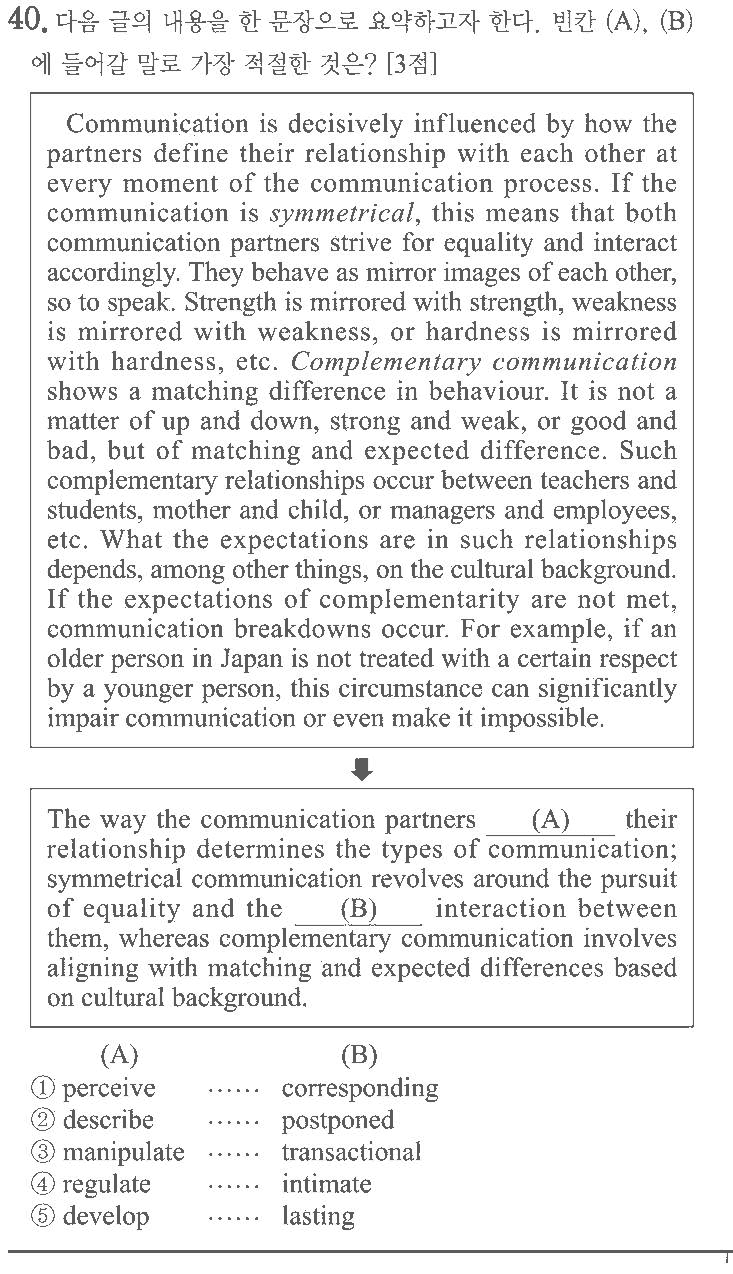 40. 다음 글의 내용을 한 문장으로 요약하고자 한다. 빈칸 (A), (B)
에 들어갈 말로 가장 적절한 것은? [3점]
Communication is decisively influenced by how the
partners define their relationship with each other at
every moment of the communication process. If the
communication is symmetrical, this means that both
communication partners strive for equality and interact
accordingly. They behave as mirror images of each other,
so to speak. Strength is mirrored with strength, weakness
is mirrored with weakness, or hardness is mirrored
with hardness, etc. Complementary communication
shows a matching difference in behaviour. It is not a
matter of up and down, strong and weak, or good and
bad, but of matching and expected difference. Such
complementary relationships occur between teachers and
students, mother and child, or managers and employees,
etc. What the expectations are in such relationships
depends, among other things, on the cultural background.
If the expectations of complementarity are not met,
communication breakdowns occur. For example, if an
older person in Japan is not treated with a certain respect
by a younger person, this circumstance can significantly
impair communication or even make it impossible.
The way the communication partners (A) their
relationship determines the types of communication;
symmetrical communication revolves around the pursuit
of equality and the (B) interaction between
them, whereas complementary communication involves
aligning with matching and expected differences based
on cultural background.
(A) (B)
① perceive …… corresponding
② describe …… postponed
③ manipulate …… transactional
④ regulate …… intimate
⑤ develop …… lasting